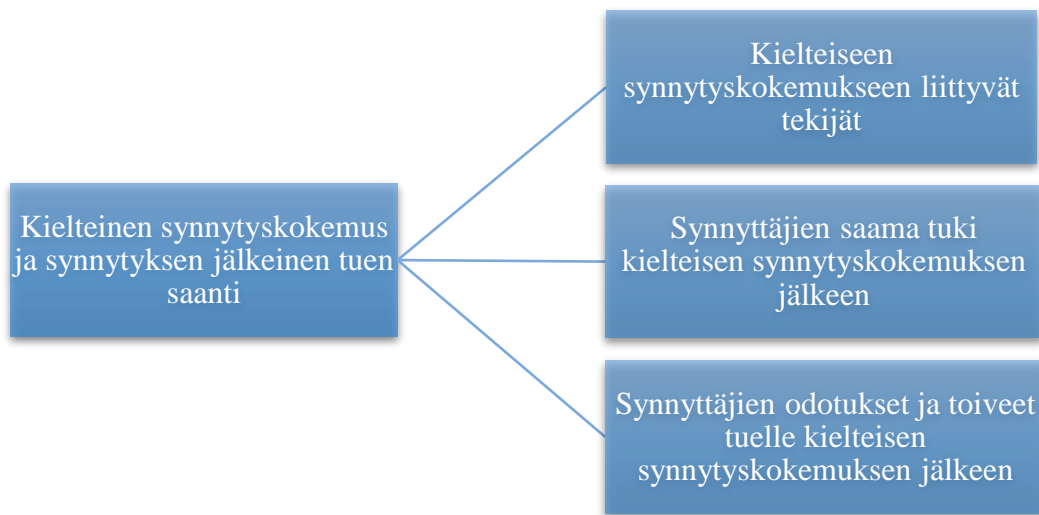 Kielteiseen
synnytyskokemukseen liittyvät
tekijät
Kielteinen synnytyskokemus
ja synnytyksen jälkeinen tuen
saanti
Synnyttäjien saama tuki
kielteisen synnytyskokemuksen
jälkeen
Synnyttäjien odotukset ja toiveet
tuelle kielteisen
synnytyskokemuksen jälkeen